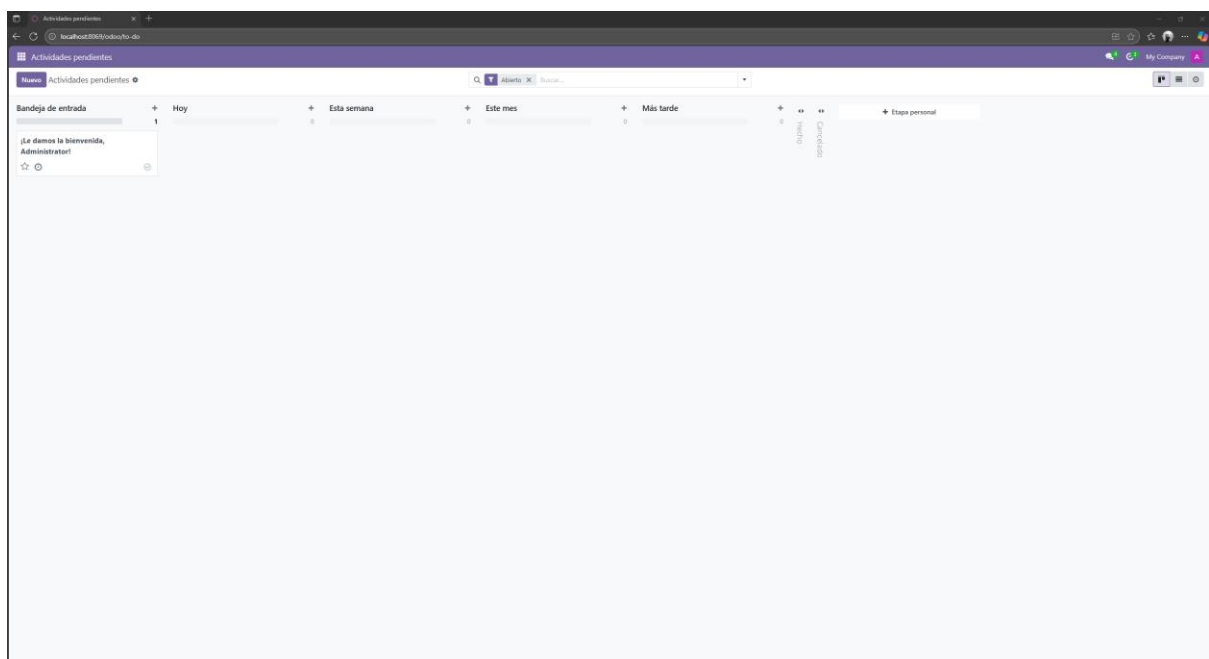 Actividades pendientes
localhost:8069/odoo/to-do
Actividades pendientes
My Company A
Nuevo Actividades pendientes
Abierto Buscar...
Bandeja de entrada
1
Hoy
0
Esta semana
0
Este mes
0
Más tarde
0
Hecho
Cancelado
Etapa personal
¡Le damos la bienvenida,
Administrator!